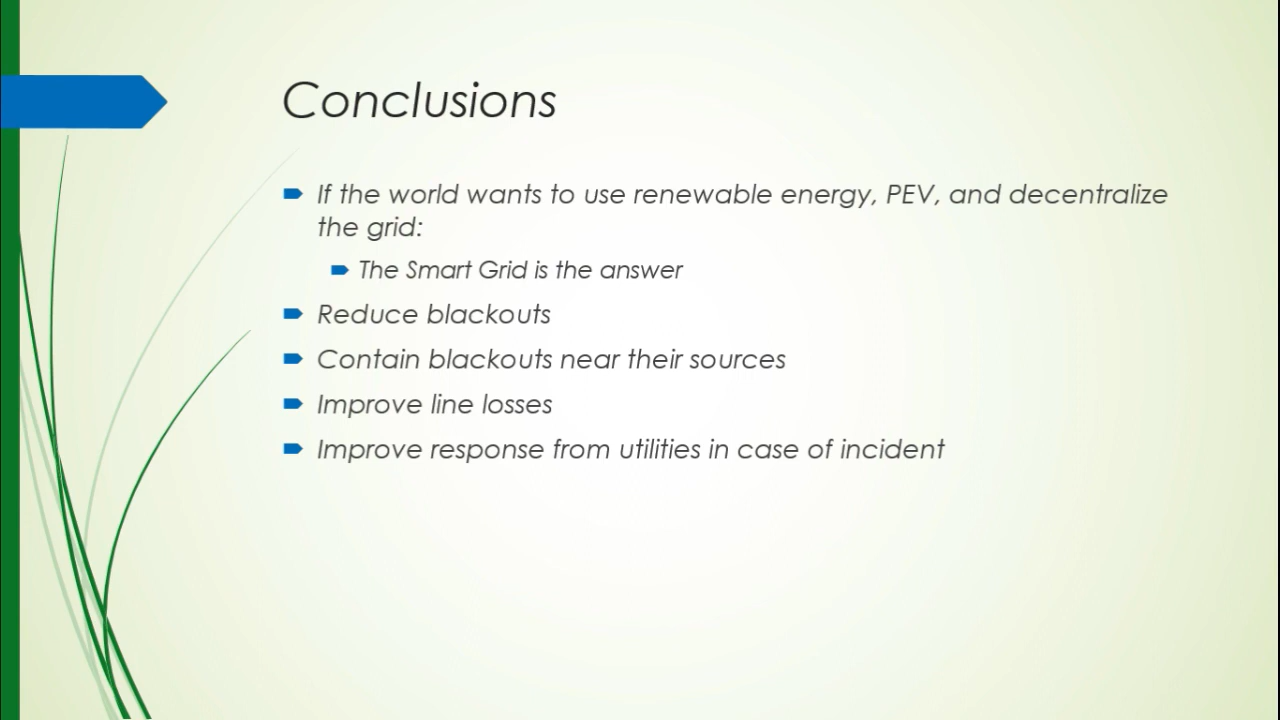 Conclusions
If the world wants to use renewable energy, PEV, and decentralize
the grid:
The Smart Grid is the answer
Reduce blackouts
Contain blackouts near their sources
Improve line losses
Improve response from utilities in case of incident